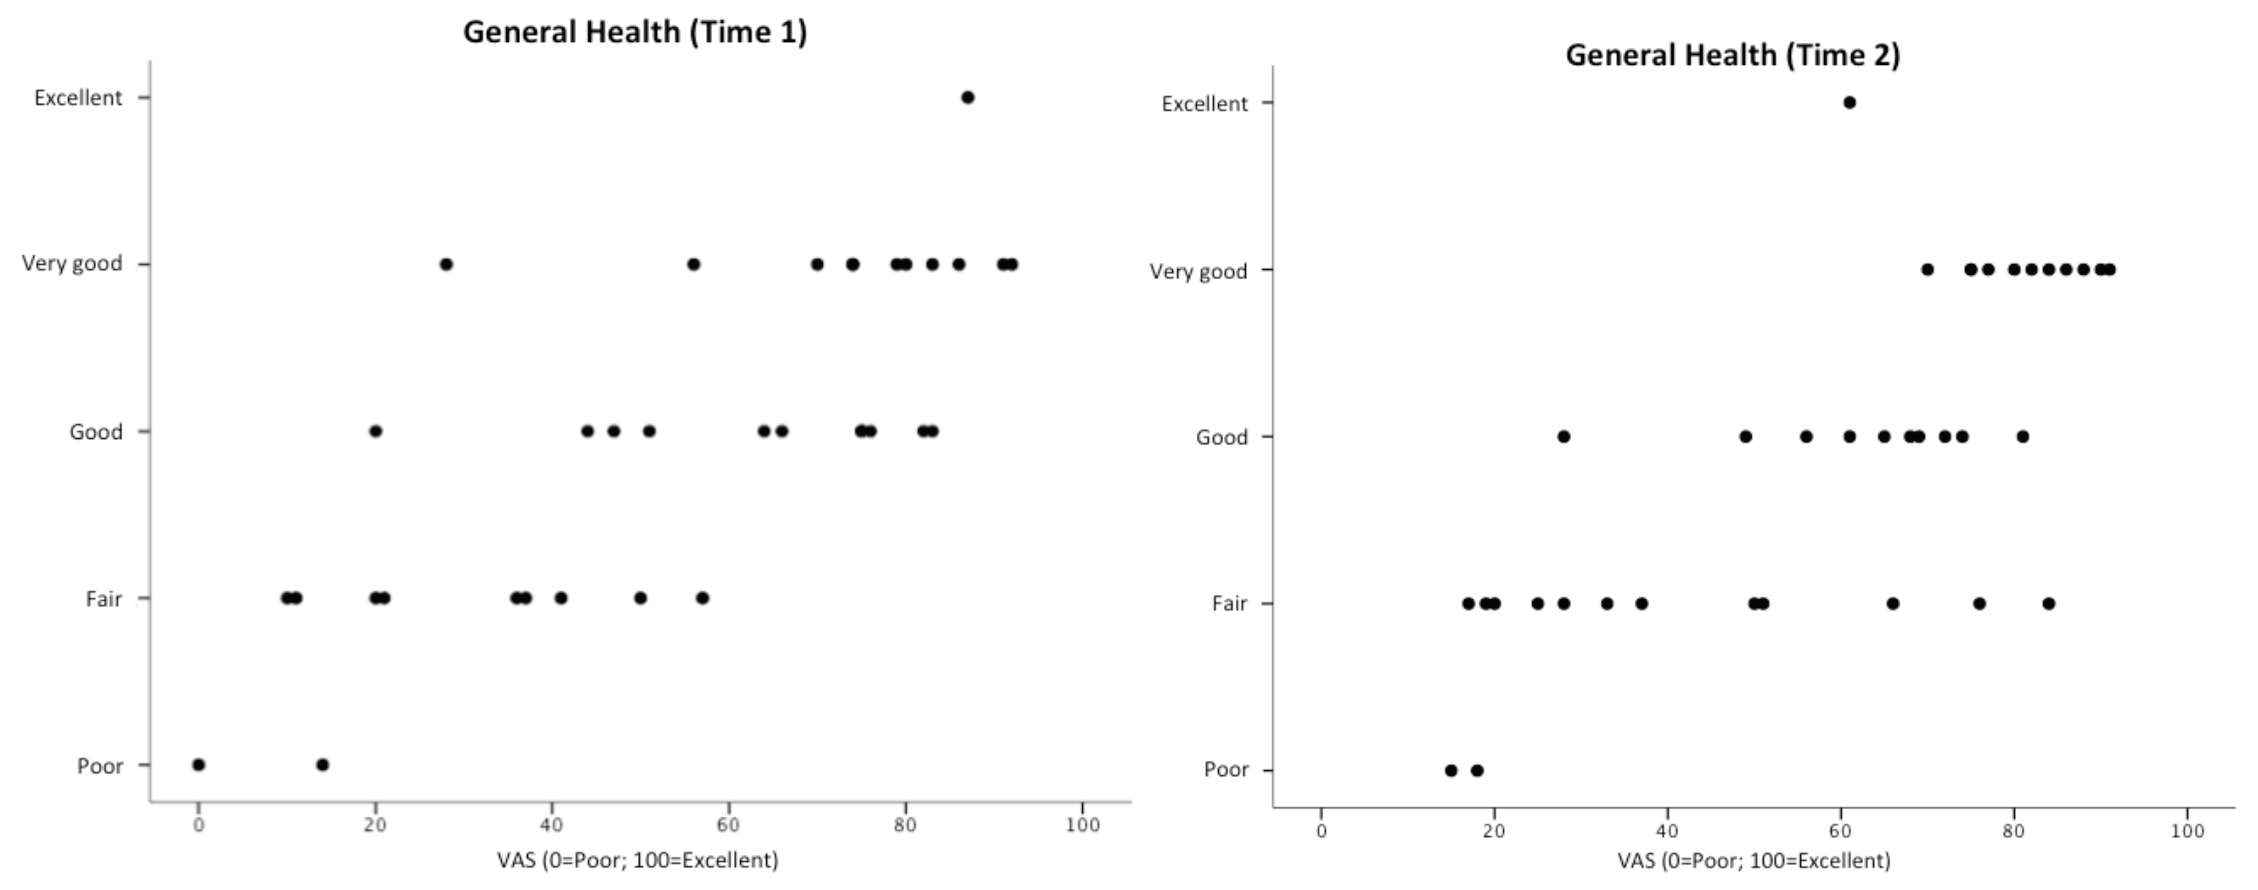 General Health (Time 1)
Excellent
Very good
Good
Fair
Poor
0 20 40 60 80 100
VAS (0=Poor; 100=Excellent)
General Health (Time 2)
Excellent
Very good
Good
Fair
Poor
0 20 40 60 80 100
VAS (0=Poor; 100=Excellent)